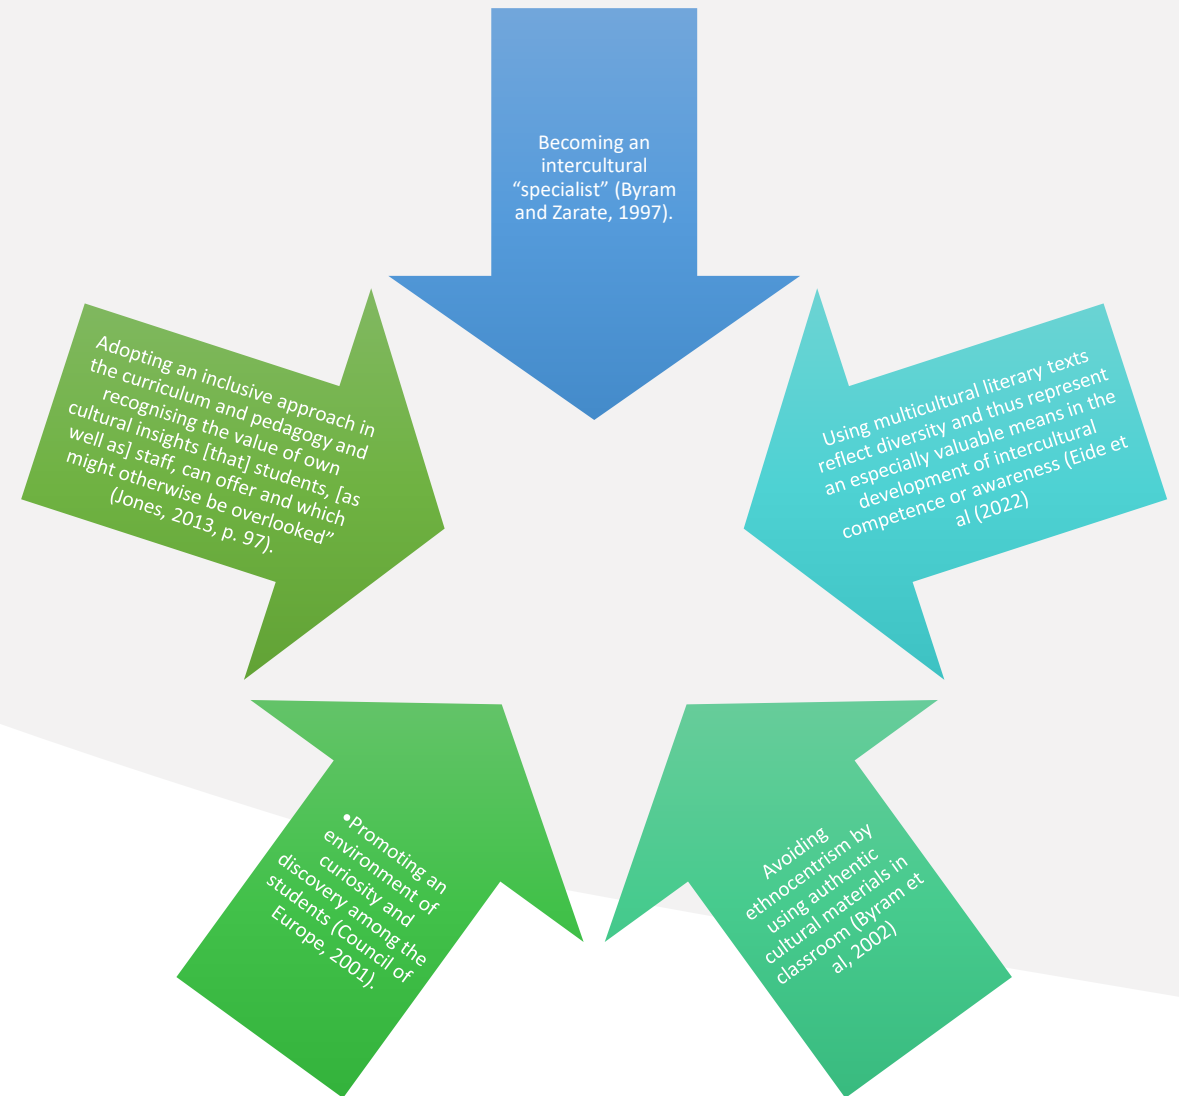 Becoming an
intercultural
“specialist” (Byram
and Zarate, 1997).
Using multicultural literary texts
reflect diversity and thus represent
an especially valuable means in the
development of intercultural
competence or awareness (Eide et
al (2022)
Avoiding
ethnocentrism by
using authentic
cultural materials in
classroom (Byram et
al, 2002)
•Promoting an
environment of
curiosity and
discovery among the
students (Council of
Europe, 2001).
Adopting an inclusive approach in
the curriculum and pedagogy and
recognising the value of own
cultural insights [that] students, [as
well as] staff, can offer and which
might otherwise be overlooked”
(Jones, 2013, p. 97).